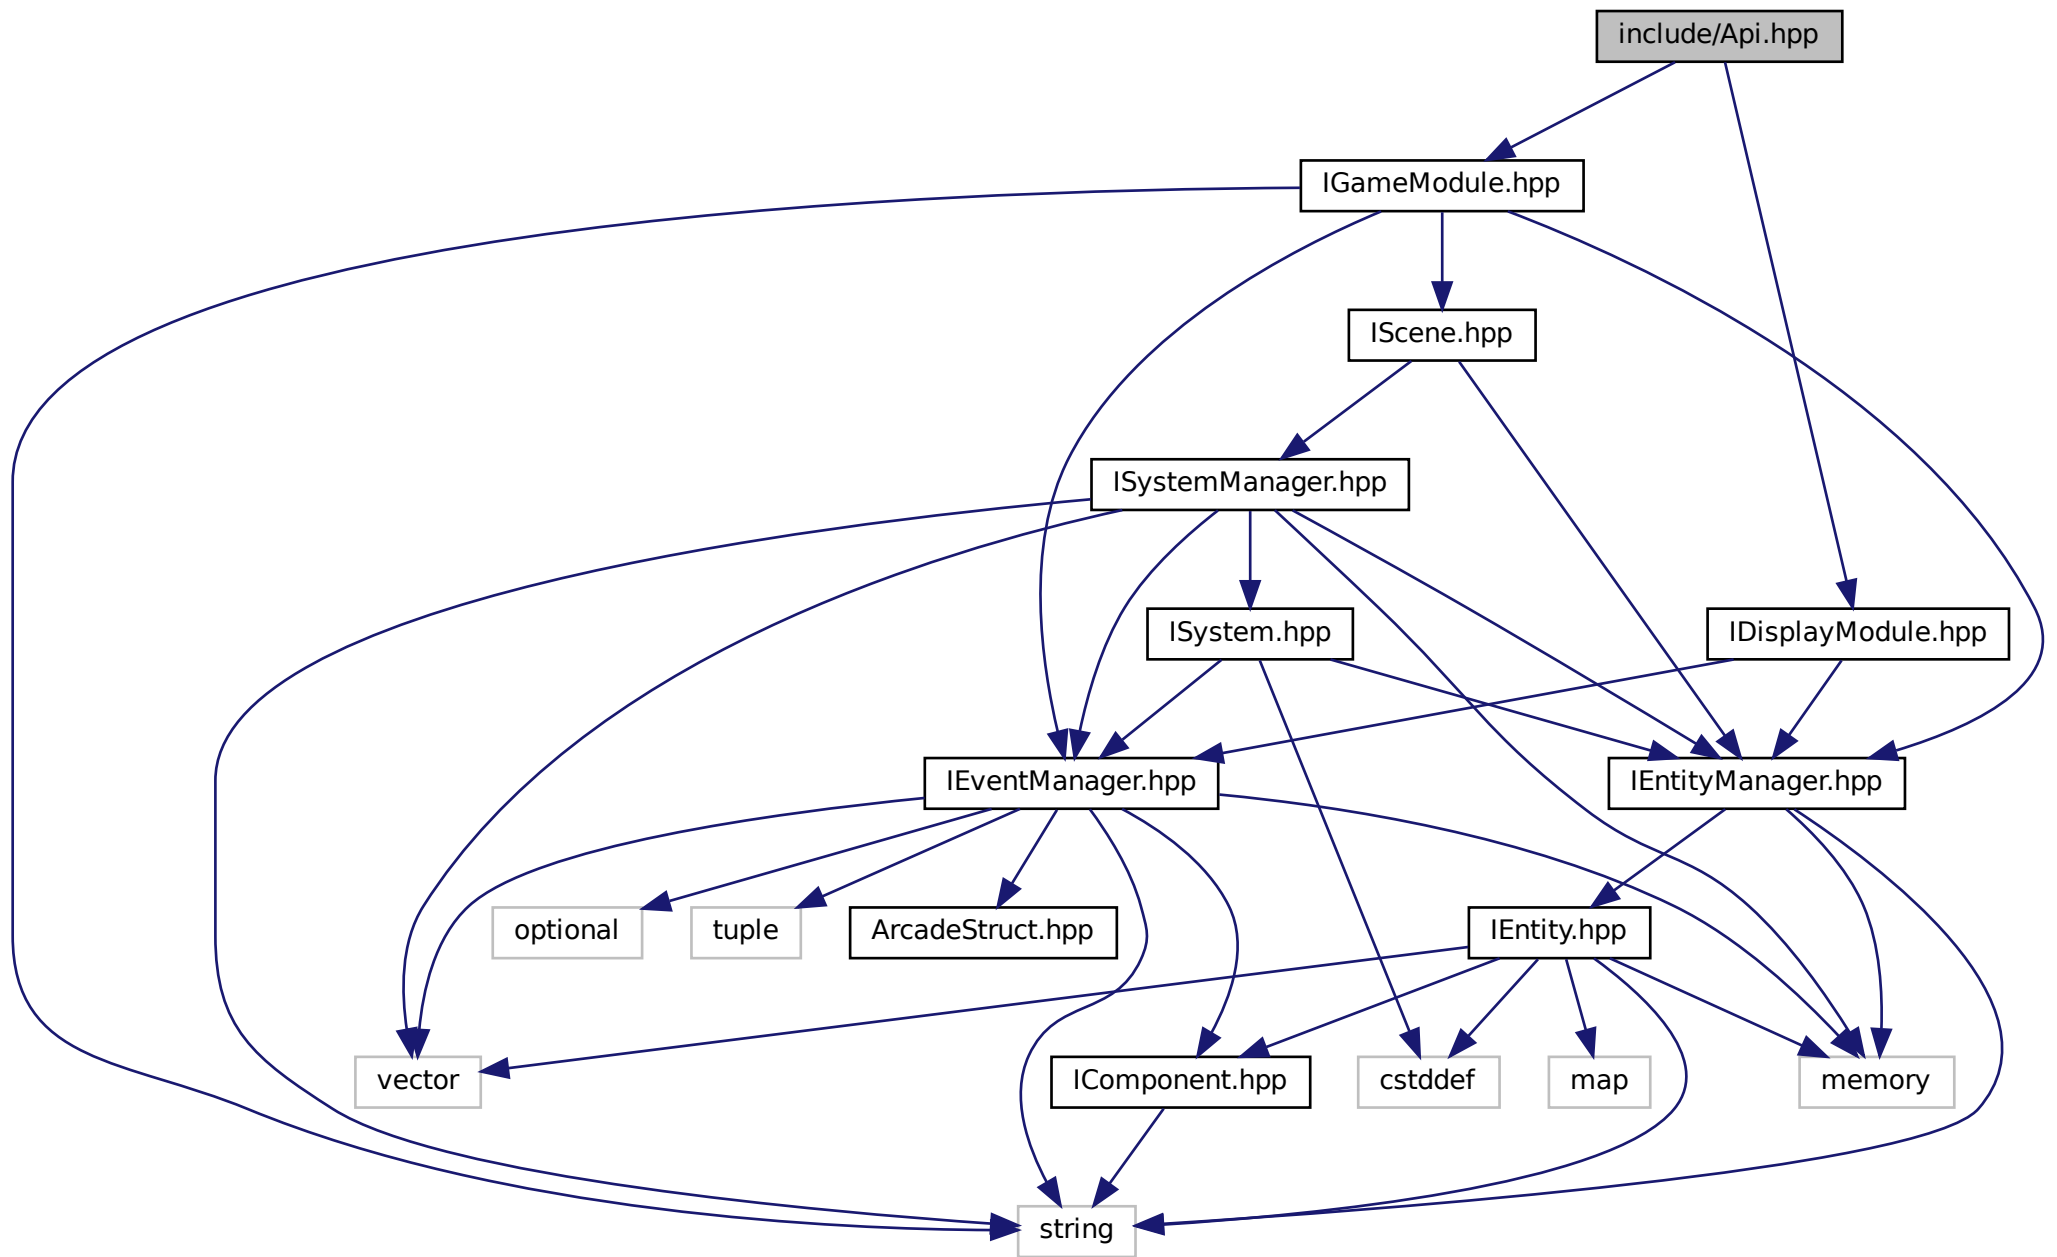 include/Api.hpp
IGameModule.hpp
IScene.hpp
ISystemManager.hpp
ISystem.hpp
IDisplayModule.hpp
IEventManager.hpp
IEntityManager.hpp
optional
tuple
ArcadeStruct.hpp
IEntity.hpp
vector
IComponent.hpp
cstddef
map
memory
string